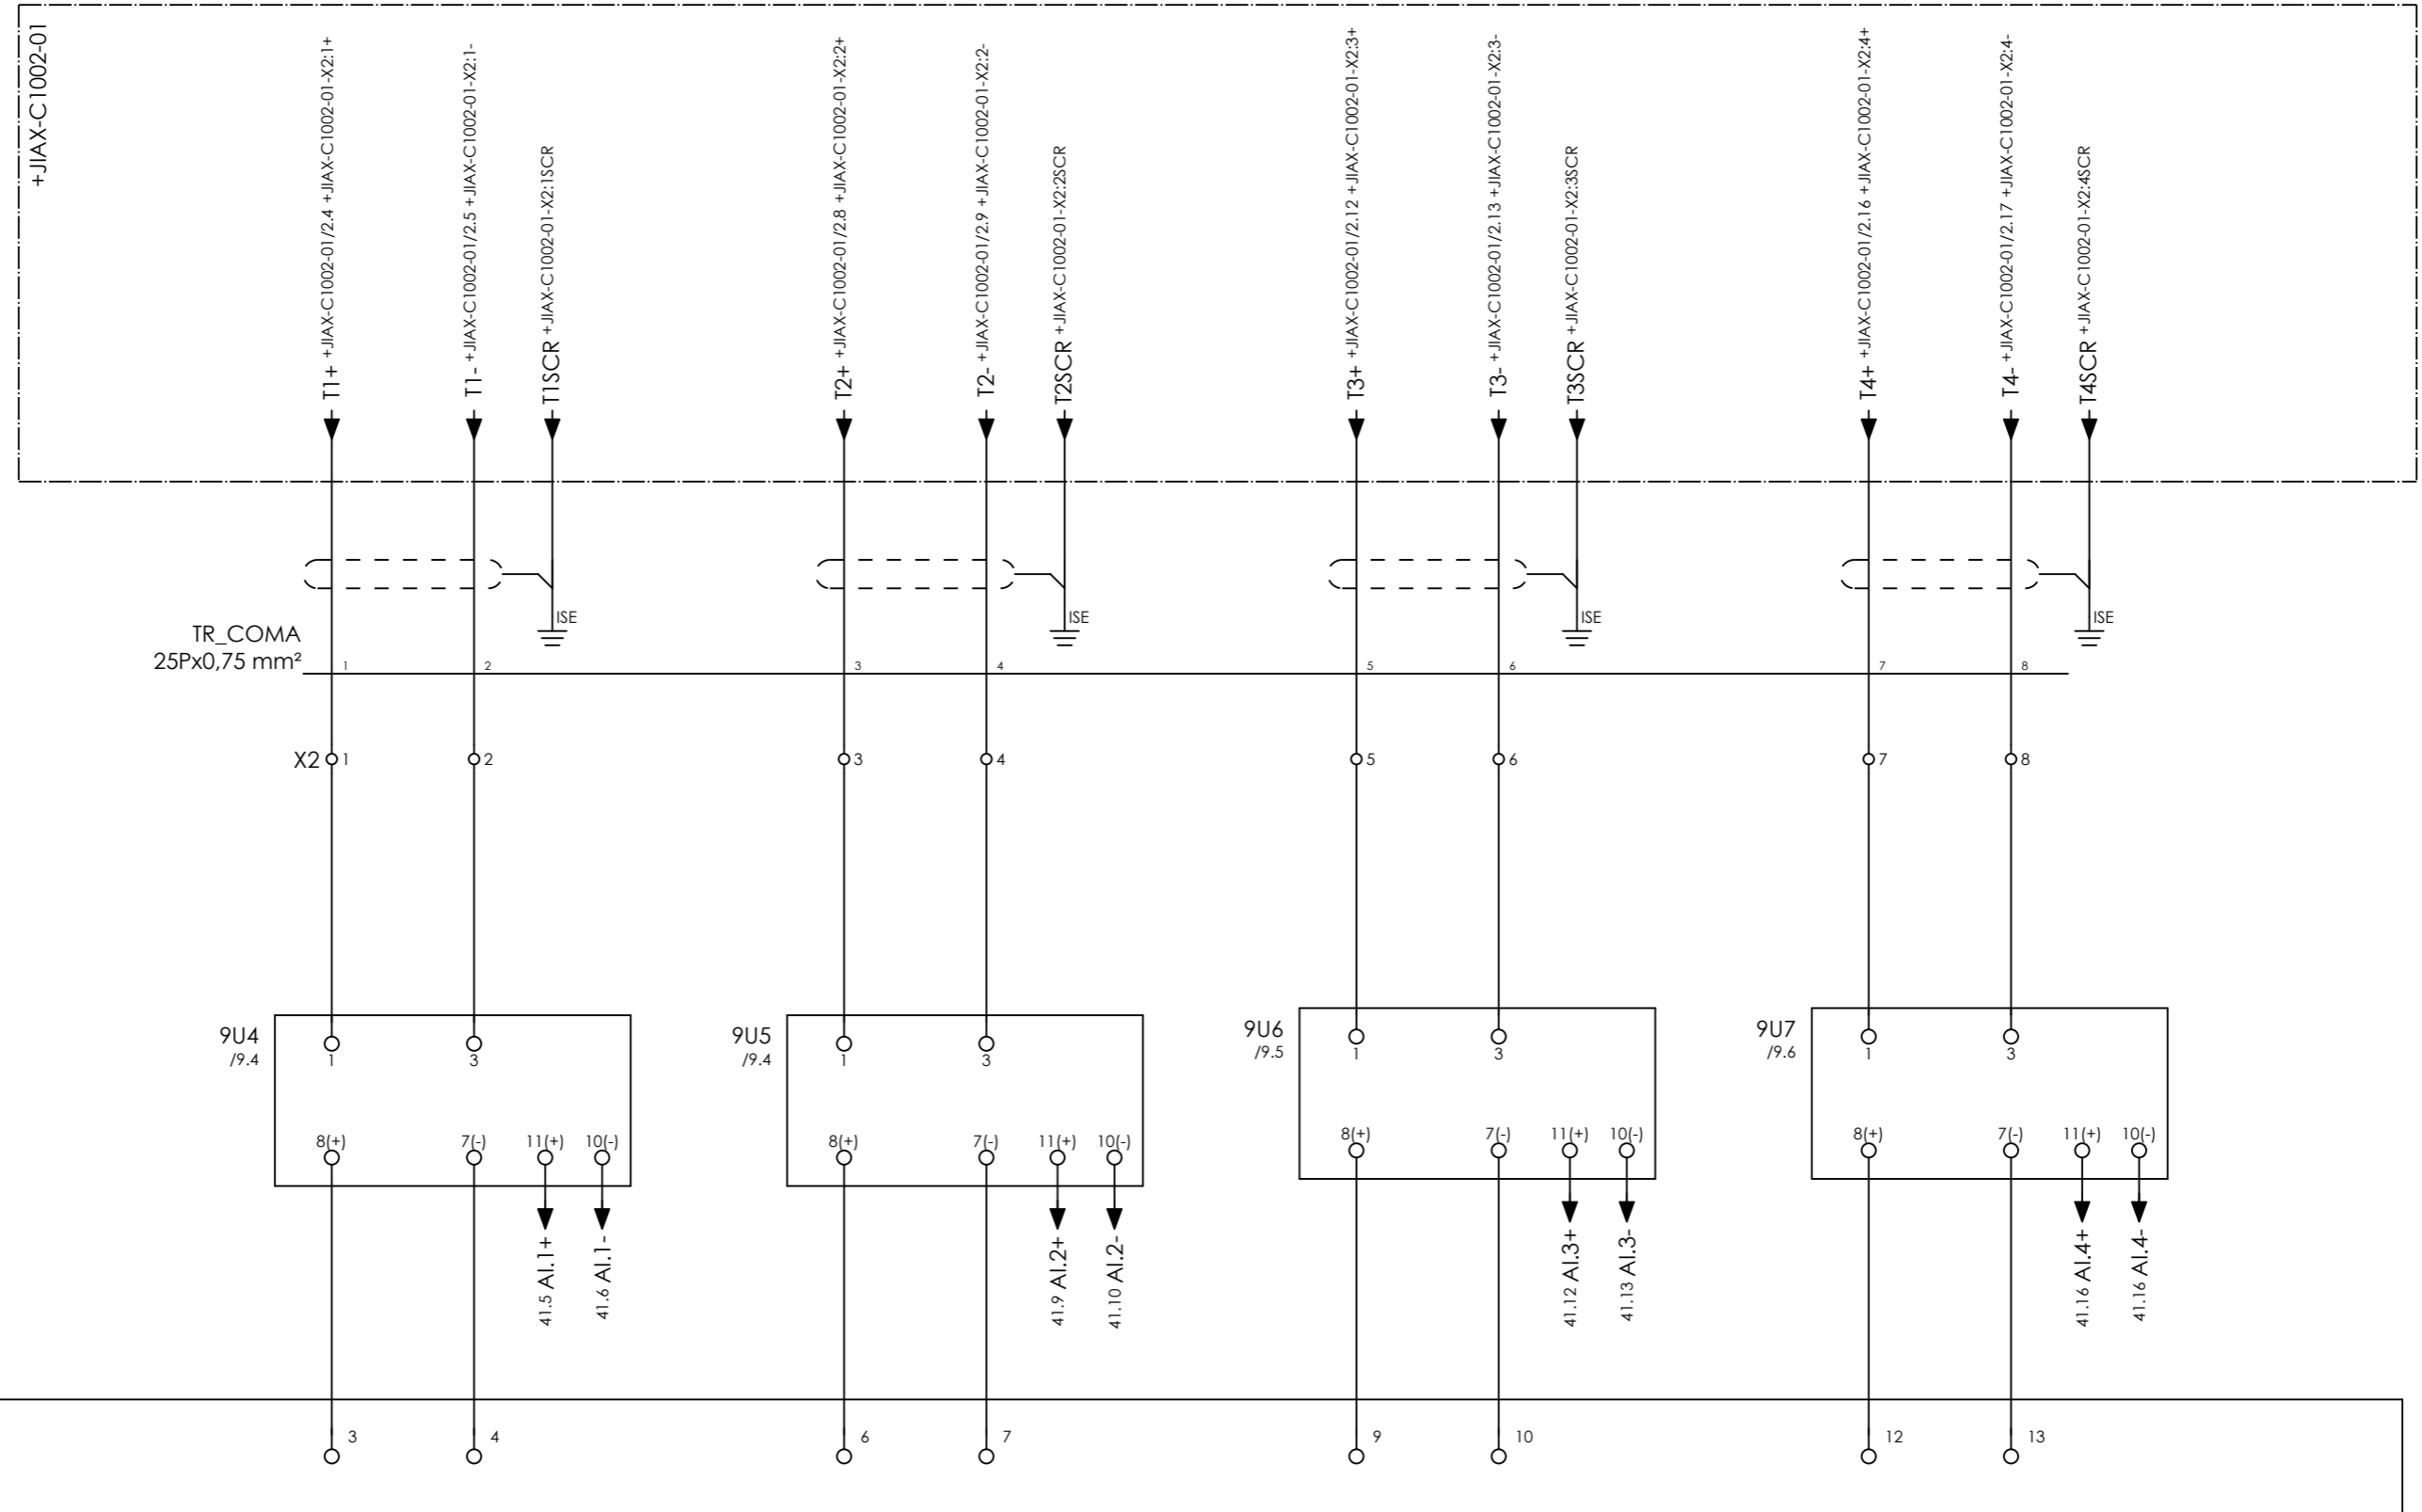 +JIAX-C1002-01
T1+ +JIAX-C1002-01/2.4 +JIAX-C1002-01-X2:1+
T1- +JIAX-C1002-01/2.5 +JIAX-C1002-01-X2:1-
T1SCR +JIAX-C1002-01-X2:1SCR
T2+ +JIAX-C1002-01/2.8 +JIAX-C1002-01-X2:2+
T2- +JIAX-C1002-01/2.9 +JIAX-C1002-01-X2:2-
T2SCR +JIAX-C1002-01-X2:2SCR
T3+ +JIAX-C1002-01/2.12 +JIAX-C1002-01-X2:3+
T3- +JIAX-C1002-01/2.13 +JIAX-C1002-01-X2:3-
T3SCR +JIAX-C1002-01-X2:3SCR
T4+ +JIAX-C1002-01/2.16 +JIAX-C1002-01-X2:4+
T4- +JIAX-C1002-01/2.17 +JIAX-C1002-01-X2:4-
T4SCR +JIAX-C1002-01-X2:4SCR
ISE ISE ISE ISE
TR_COMA
25Px0,75 mm²
1 2 3 4 5 6 7 8
X2 1 2 3 4 5 6 7 8
9U4
/9.4
1 3
8(+) 7(-) 11(+) 10(-)
41.5 AI.1+
41.6 AI.1-
9U5
/9.4
1 3
8(+) 7(-) 11(+) 10(-)
41.9 AI.2+
41.10 AI.2-
9U6
/9.5
1 3
8(+) 7(-) 11(+) 10(-)
41.12 AI.3+
41.13 AI.3-
9U7
/9.6
1 3
8(+) 7(-) 11(+) 10(-)
41.16 AI.4+
41.16 AI.4-
3 4 6 7 9 10 12 13